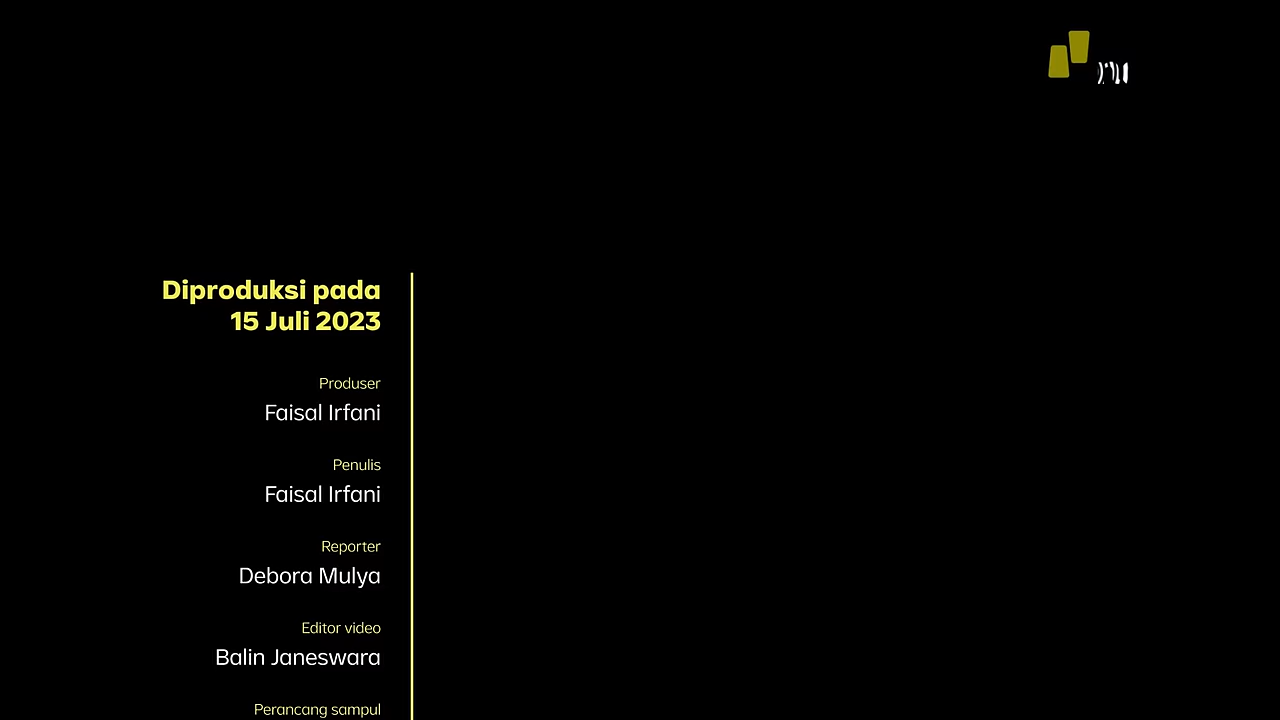 Diproduksi pada
15 Juli 2023
Produser
Faisal Irfani
Penulis
Faisal Irfani
Reporter
Debora Mulya
Editor video
Balin Janeswara
Perancang sampul